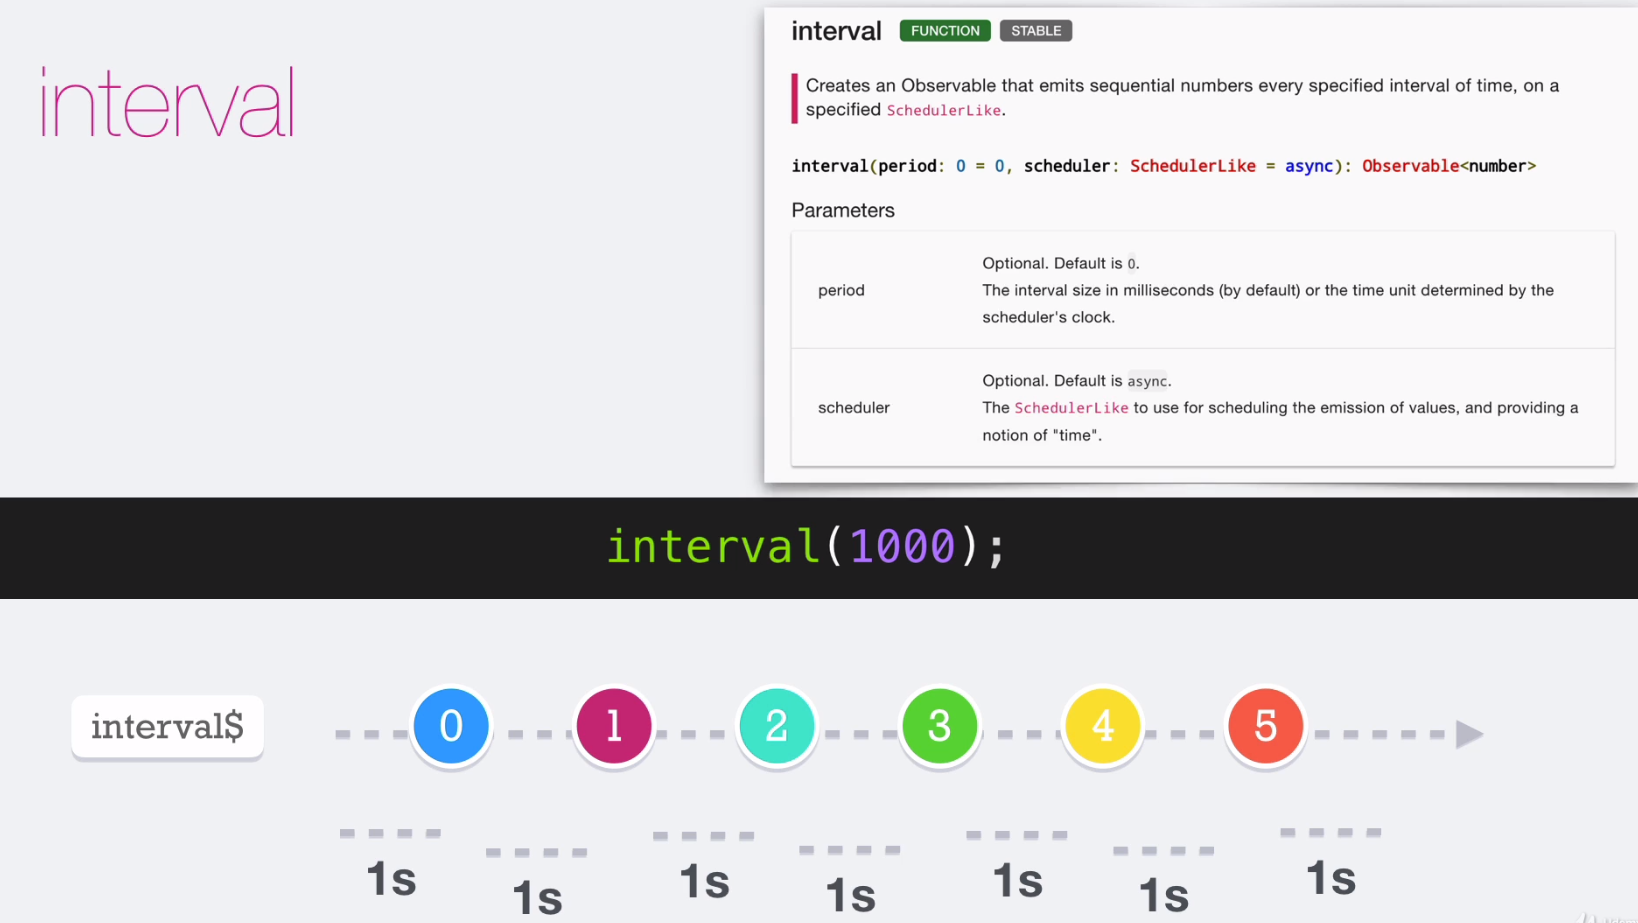 interval
interval FUNCTION STABLE
Creates an Observable that emits sequential numbers every specified interval of time, on a
specified SchedulerLike.
interval(period: 0 = 0, scheduler: SchedulerLike = async): Observable<number>
Parameters
period
Optional. Default is 0.
The interval size in milliseconds (by default) or the time unit determined by the
scheduler's clock.
scheduler
Optional. Default is async.
The SchedulerLike to use for scheduling the emission of values, and providing a
notion of "time".
interval(1000);
interval$ 0 1 2 3 4 5
1s 1s 1s 1s 1s 1s 1s